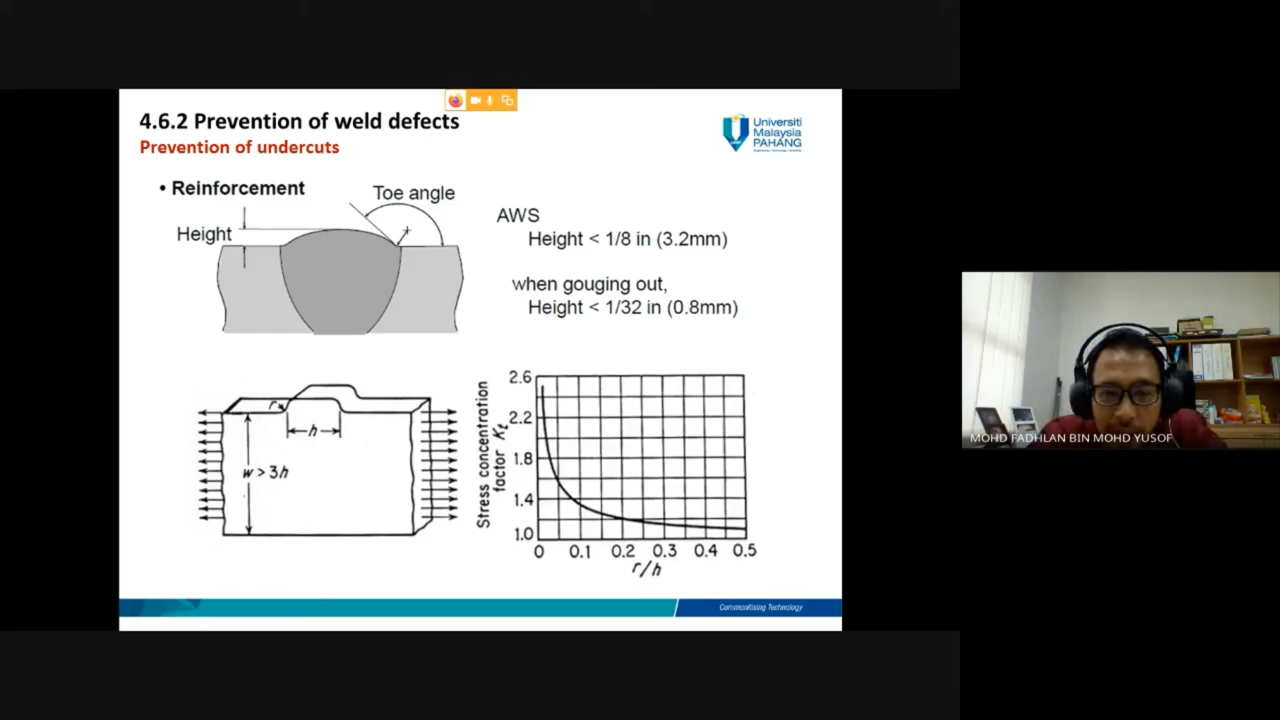 4.6.2 Prevention of weld defects
Prevention of undercuts
Universiti
Malaysia
PAHANG
• Reinforcement
Toe angle
Height
AWS
Height < 1/8 in (3.2mm)
when gouging out,
Height < 1/32 in (0.8mm)
r
h
w > 3h
Stress concentration
factor Kt
2.6
2.2
1.8
1.4
1.0
0 0.1 0.2 0.3 0.4 0.5
r/h
Communitising Technology
MOHD FADHLAN BIN MOHD YUSOF